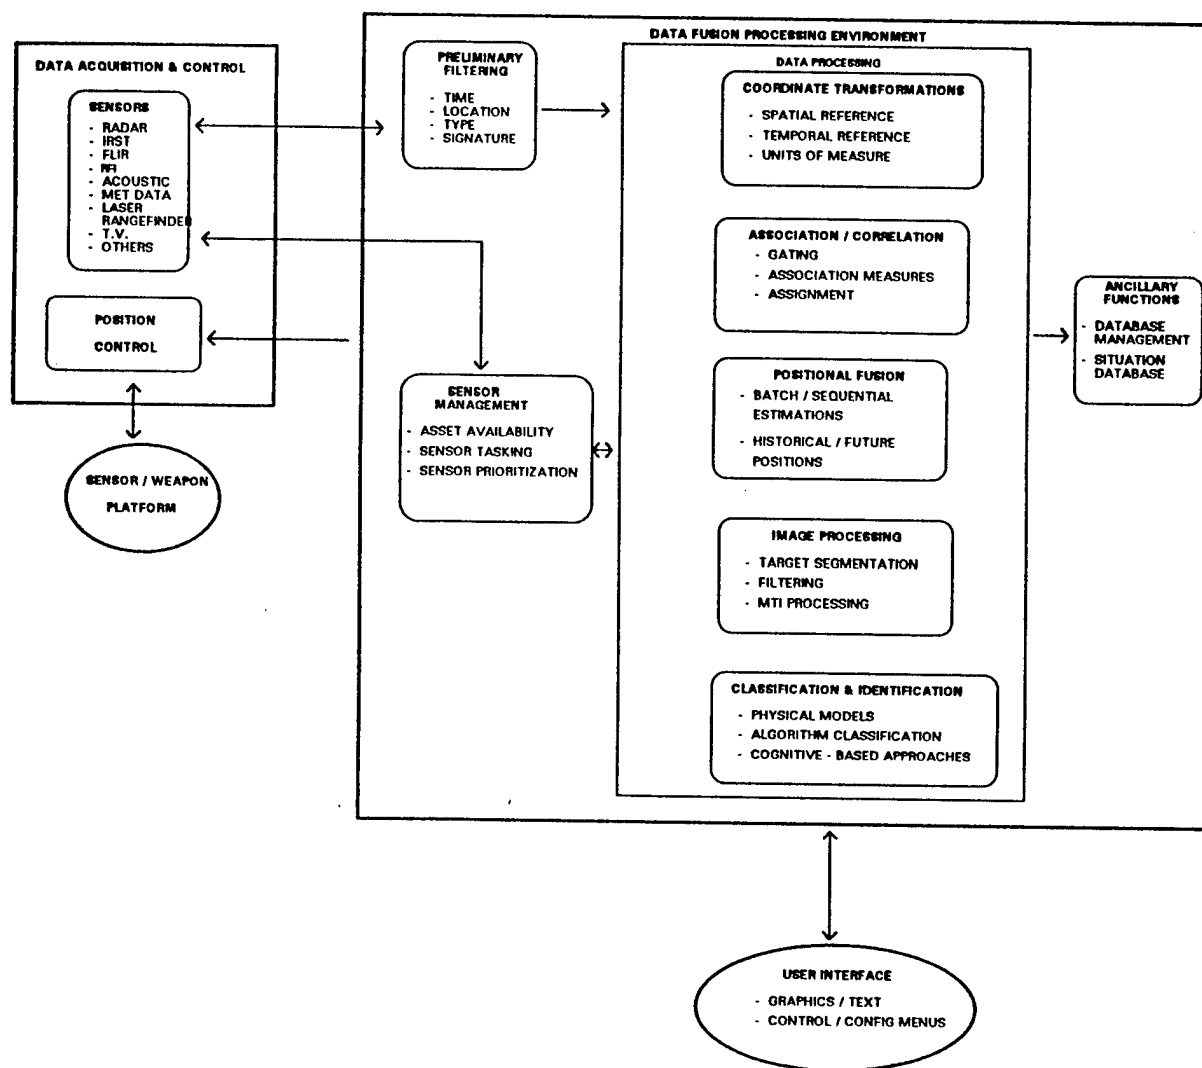 DATA ACQUISITION & CONTROL
SENSORS
- RADAR
- IRST
- FLIR
- RFI
- ACOUSTIC
- MET DATA
- LASER
RANGEFINDER
- T.V.
- OTHERS
POSITION
CONTROL
SENSOR / WEAPON
PLATFORM
DATA FUSION PROCESSING ENVIRONMENT
PRELIMINARY
FILTERING
- TIME
- LOCATION
- TYPE
- SIGNATURE
SENSOR
MANAGEMENT
- ASSET AVAILABILITY
- SENSOR TASKING
- SENSOR PRIORITIZATION
DATA PROCESSING
COORDINATE TRANSFORMATIONS
- SPATIAL REFERENCE
- TEMPORAL REFERENCE
- UNITS OF MEASURE
ASSOCIATION / CORRELATION
- GATING
- ASSOCIATION MEASURES
- ASSIGNMENT
POSITIONAL FUSION
- BATCH / SEQUENTIAL
ESTIMATIONS
- HISTORICAL / FUTURE
POSITIONS
IMAGE PROCESSING
- TARGET SEGMENTATION
- FILTERING
- MTI PROCESSING
CLASSIFICATION & IDENTIFICATION
- PHYSICAL MODELS
- ALGORITHM CLASSIFICATION
- COGNITIVE - BASED APPROACHES
ANCILLARY
FUNCTIONS
- DATABASE
MANAGEMENT
- SITUATION
DATABASE
USER INTERFACE
- GRAPHICS / TEXT
- CONTROL / CONFIG MENUS